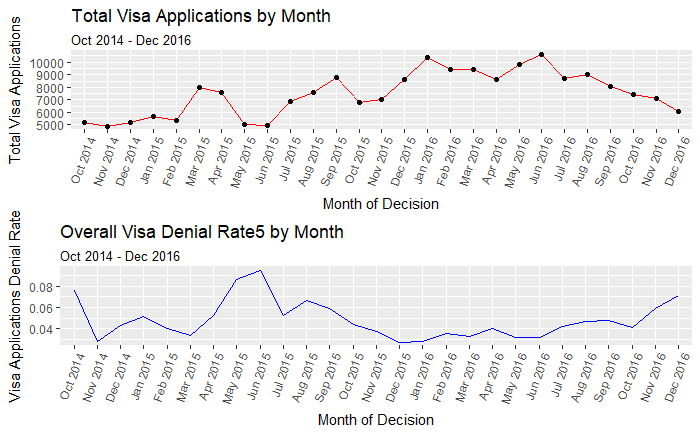 Total Visa Applications by Month
Oct 2014 - Dec 2016
Total Visa Applications
10000
9000
8000
7000
6000
5000
Oct 2014
Nov 2014
Dec 2014
Jan 2015
Feb 2015
Mar 2015
Apr 2015
May 2015
Jun 2015
Jul 2015
Aug 2015
Sep 2015
Oct 2015
Nov 2015
Dec 2015
Jan 2016
Feb 2016
Mar 2016
Apr 2016
May 2016
Jun 2016
Jul 2016
Aug 2016
Sep 2016
Oct 2016
Nov 2016
Dec 2016
Month of Decision
Overall Visa Denial Rate5 by Month
Oct 2014 - Dec 2016
Visa Applications Denial Rate
0.08
0.06
0.04
Oct 2014
Nov 2014
Dec 2014
Jan 2015
Feb 2015
Mar 2015
Apr 2015
May 2015
Jun 2015
Jul 2015
Aug 2015
Sep 2015
Oct 2015
Nov 2015
Dec 2015
Jan 2016
Feb 2016
Mar 2016
Apr 2016
May 2016
Jun 2016
Jul 2016
Aug 2016
Sep 2016
Oct 2016
Nov 2016
Dec 2016
Month of Decision